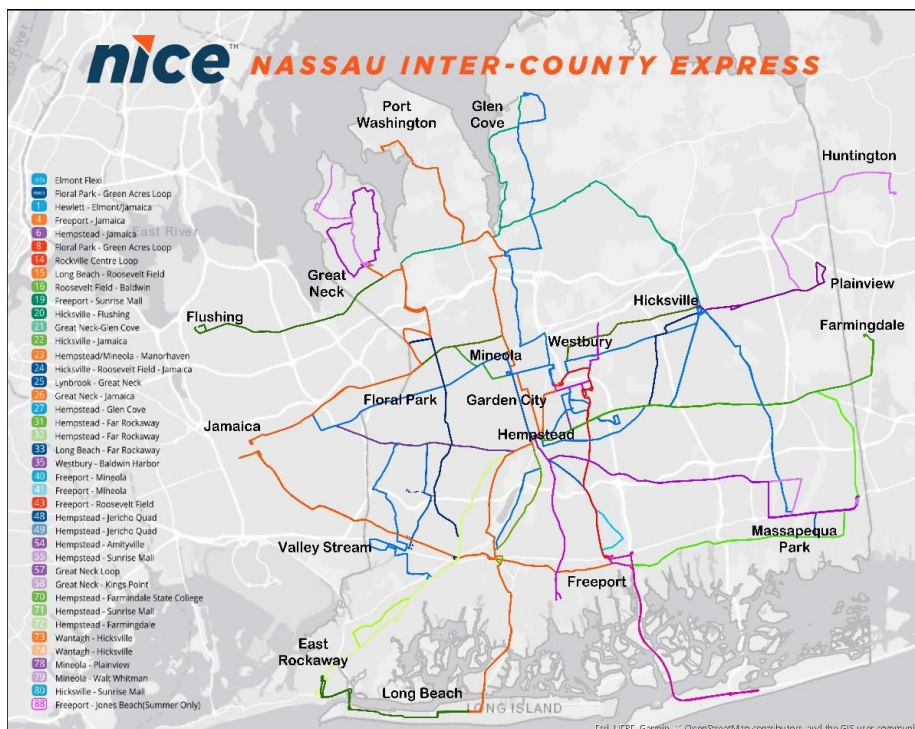 nice™ NASSAU INTER-COUNTY EXPRESS
Port
Washington
Glen
Cove
Huntington
Great
Neck
Flushing
Hicksville
Plainview
Farmingdale
Westbury
Mineola
Floral Park
Garden City
Jamaica
Hempstead
Valley Stream
Massapequa
Park
Freeport
East
Rockaway
Long Beach
LONG ISLAND
East River
Elmont Flexi
Floral Park - Green Acres Loop
1 Hewlett - Elmont/Jamaica
4 Freeport - Jamaica
6 Hempstead - Jamaica
8 Floral Park - Green Acres Loop
14 Rockville Centre Loop
15 Long Beach - Roosevelt Field
16 Roosevelt Field - Baldwin
19 Freeport - Sunrise Mall
20 Hicksville - Flushing
21 Great Neck-Glen Cove
22 Hicksville - Jamaica
23 Hempstead/Mineola - Manorhaven
24 Hicksville - Roosevelt Field - Jamaica
25 Lynbrook - Great Neck
26 Great Neck - Jamaica
27 Hempstead - Glen Cove
31 Hempstead - Far Rockaway
32 Hempstead - Far Rockaway
33 Long Beach - Far Rockaway
35 Westbury - Baldwin Harbor
40 Freeport - Mineola
41 Freeport - Mineola
43 Freeport - Roosevelt Field
48 Hempstead - Jericho Quad
49 Hempstead - Jericho Quad
54 Hempstead - Amityville
55 Hempstead - Sunrise Mall
57 Great Neck Loop
58 Great Neck - Kings Point
70 Hempstead - Farmindale State College
71 Hempstead - Sunrise Mall
72 Hempstead - Farmingdale
73 Wantagh - Hicksville
74 Wantagh - Hicksville
78 Mineola - Plainview
79 Mineola - Walt Whitman
80 Hicksville - Sunrise Mall
88 Freeport - Jones Beach(Summer Only)